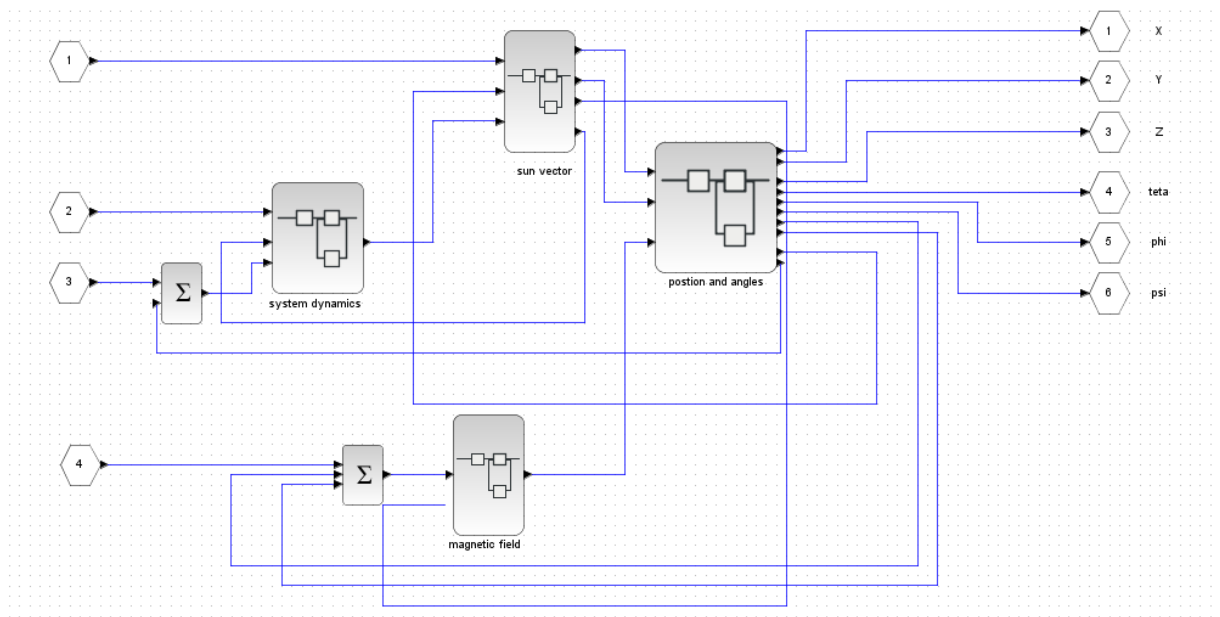 1
X
1
2
Y
3
Z
sun vector
2
4
teta
5
phi
3
Σ
system dynamics
postion and angles
6
psi
4
Σ
magnetic field